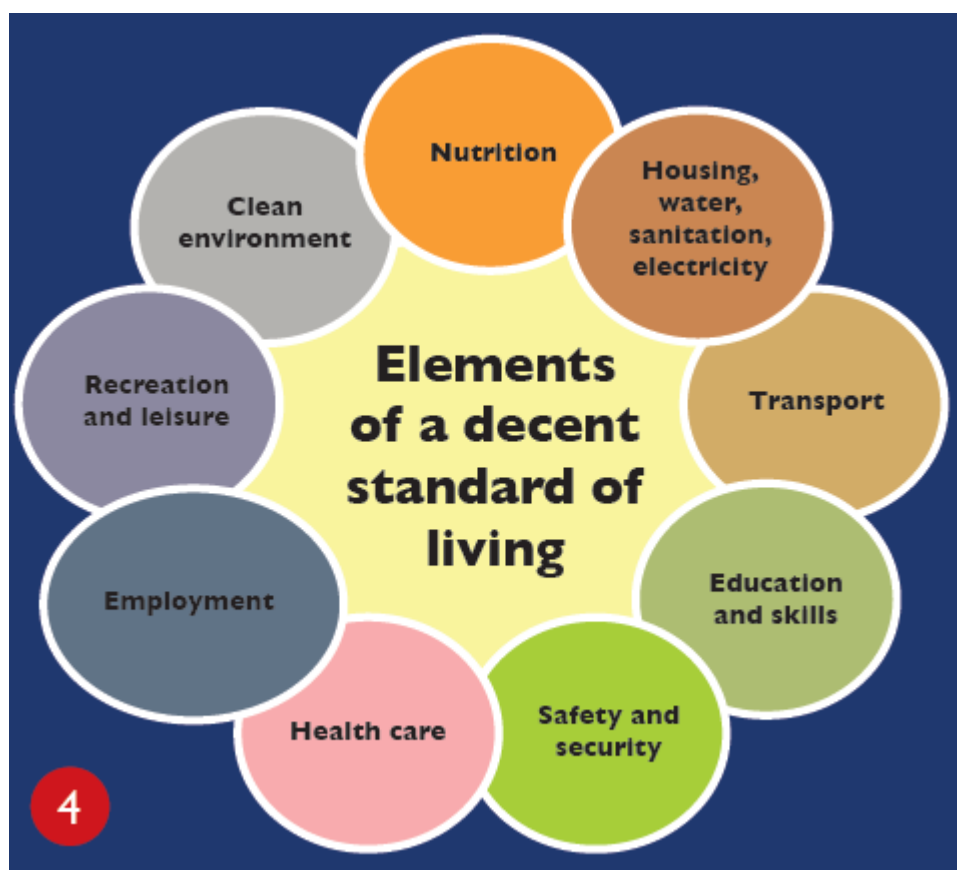 Nutrition
Housing,
water,
sanitation,
electricity
Transport
Education
and skills
Safety and
security
Health care
Employment
Recreation
and leisure
Clean
environment
Elements
of a decent
standard of
living
4